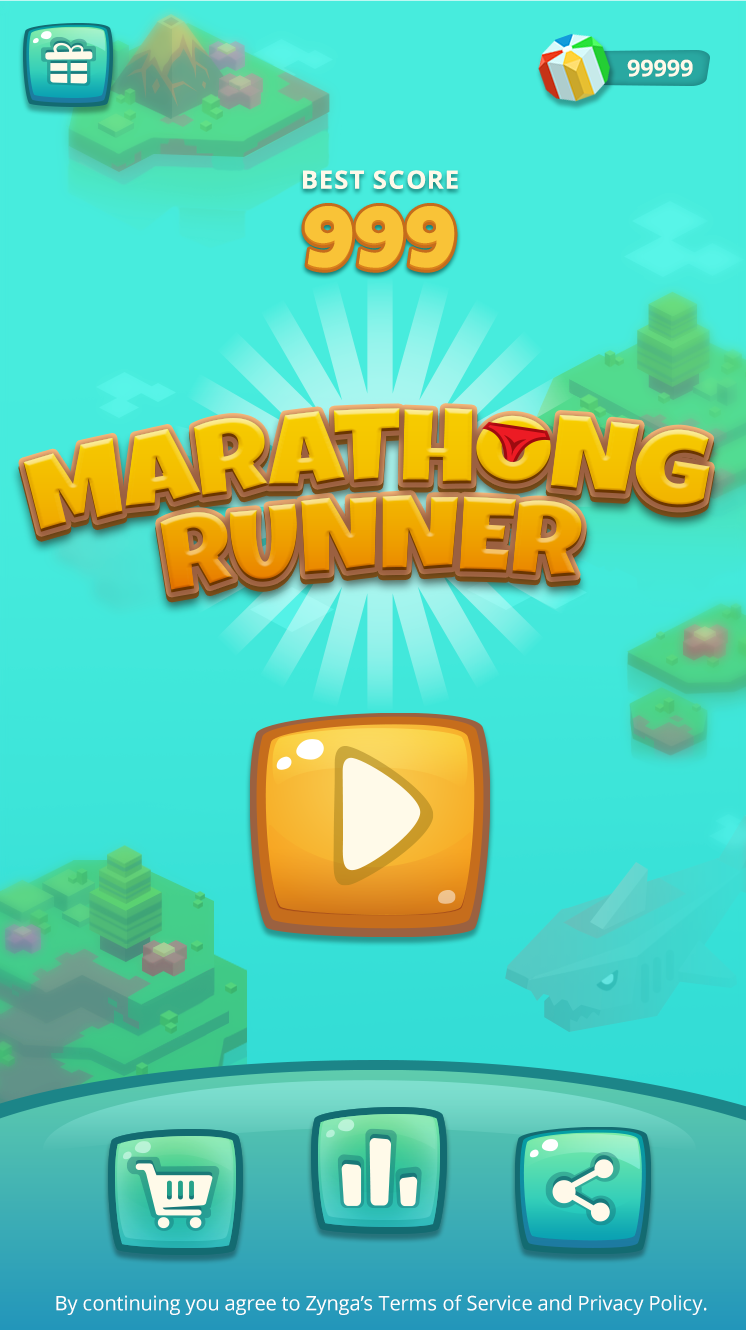 99999
BEST SCORE
999
MARATHONG
RUNNER
By continuing you agree to Zynga's Terms of Service and Privacy Policy.